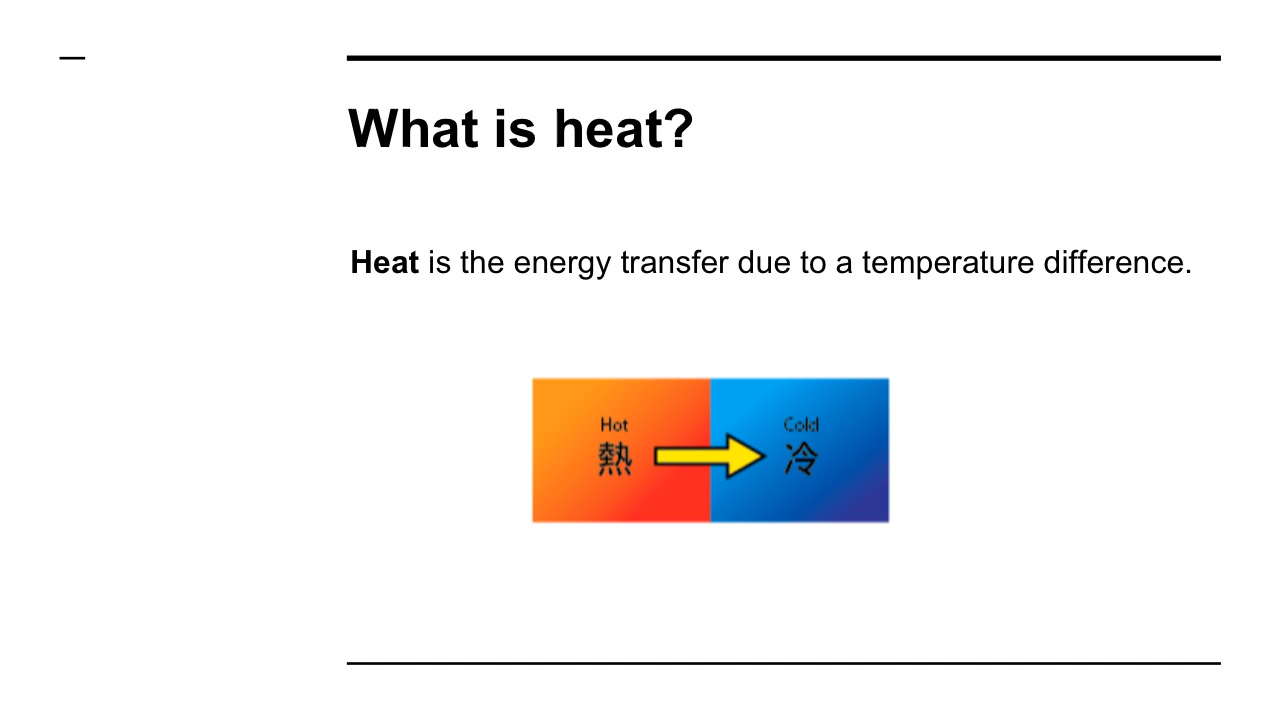 What is heat?
Heat is the energy transfer due to a temperature difference.
Hot
熱
Cold
冷